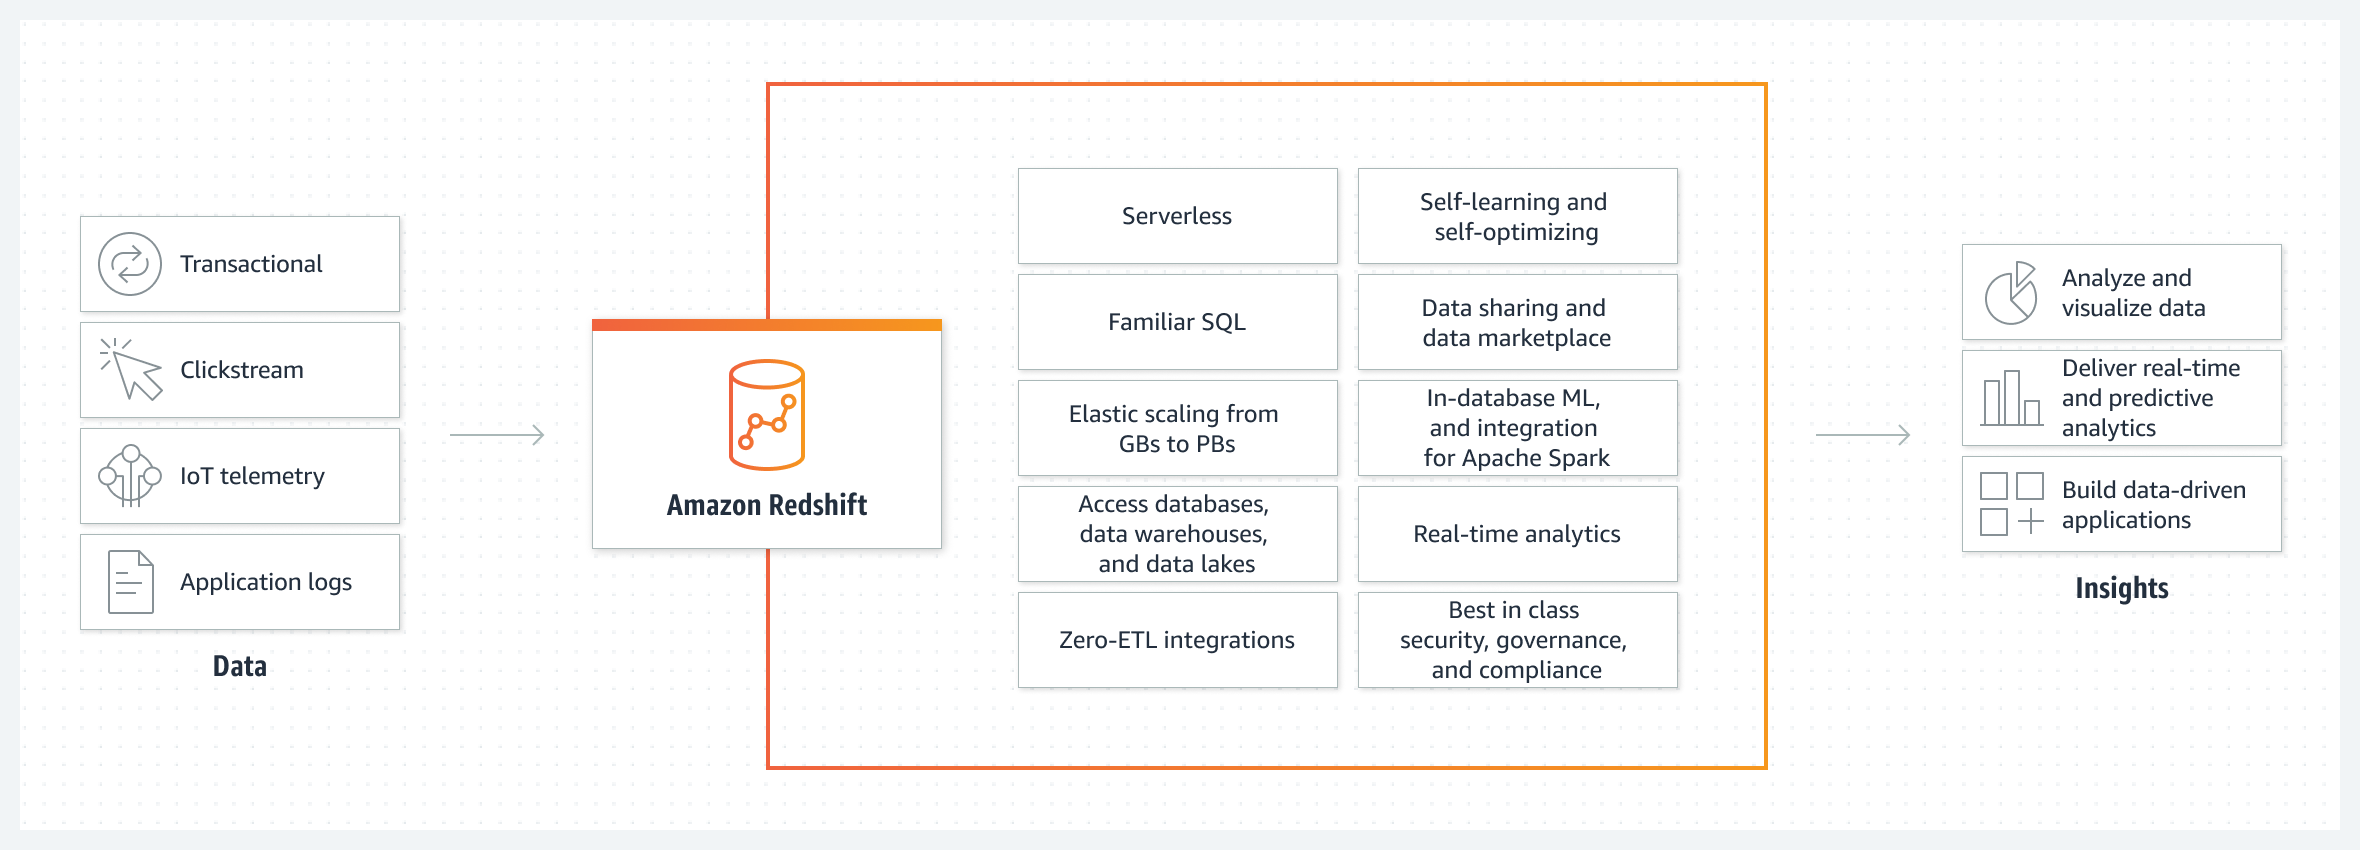 Transactional
Clickstream
IoT telemetry
Application logs
Data
Amazon Redshift
Serverless
Self-learning and
self-optimizing
Familiar SQL
Data sharing and
data marketplace
Elastic scaling from
GBs to PBs
In-database ML,
and integration
for Apache Spark
Access databases,
data warehouses,
and data lakes
Real-time analytics
Zero-ETL integrations
Best in class
security, governance,
and compliance
Analyze and
visualize data
Deliver real-time
and predictive
analytics
Build data-driven
applications
Insights